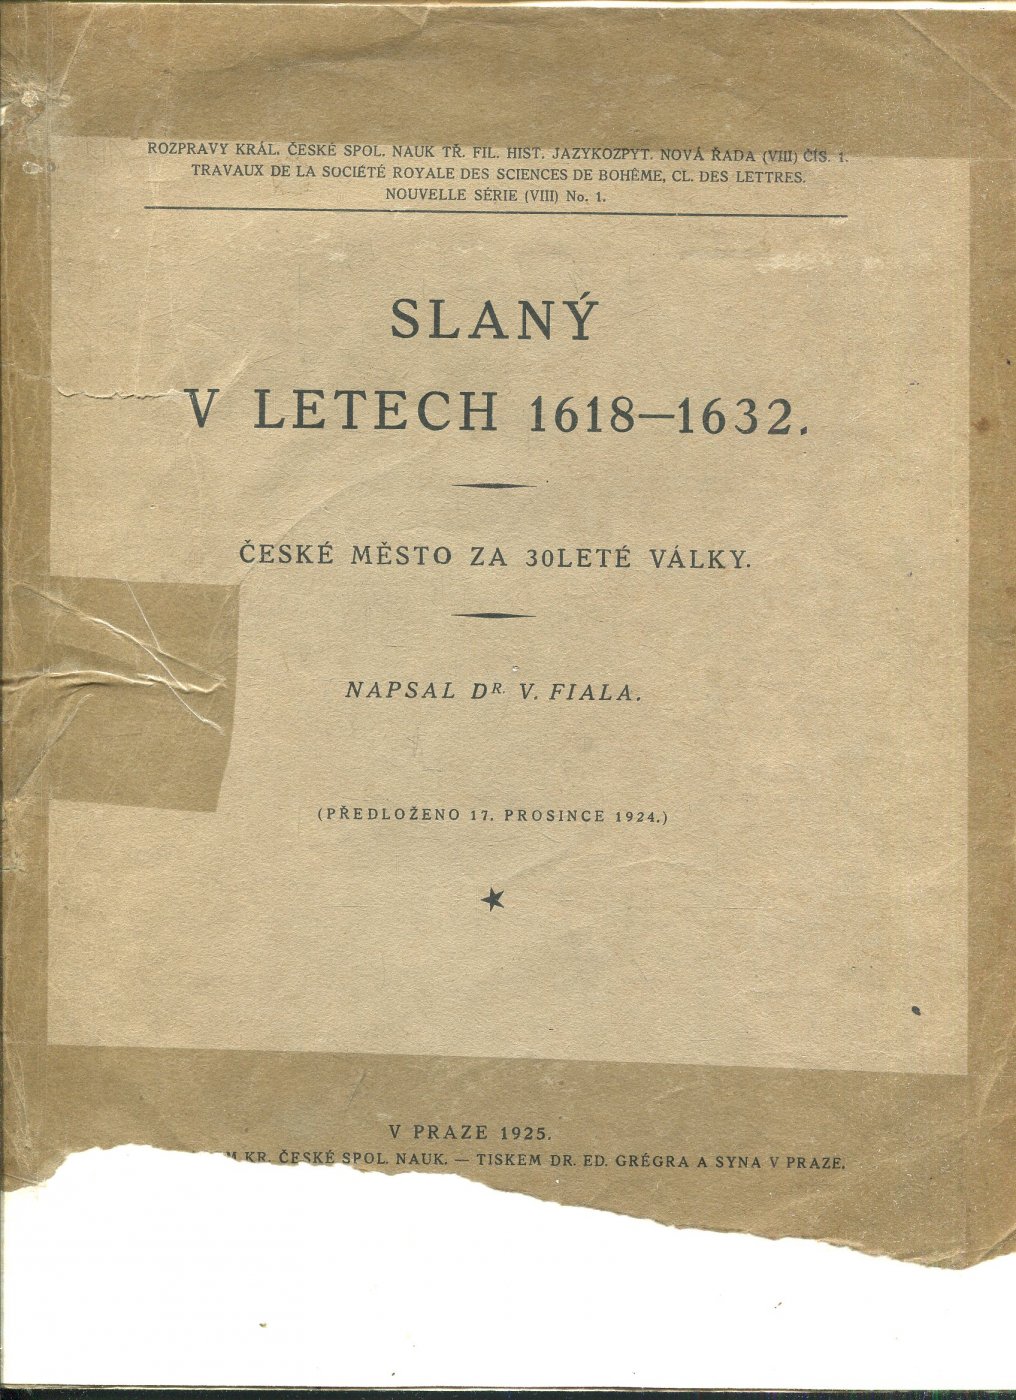 ROZPRAVY KRÁL. ČESKÉ SPOL. NAUK TŘ. FIL. HIST. JAZYKOZPYT. NOVÁ ŘADA (VIII) ČÍS. 1.
TRAVAUX DE LA SOCIÉTÉ ROYALE DES SCIENCES DE BOHÊME, CL. DES LETTRES.
NOUVELLE SÉRIE (VIII) No. 1.
SLANÝ
V LETECH 1618—1632.
ČESKÉ MĚSTO ZA 30LETÉ VÁLKY.
NAPSAL DR. V. FIALA.
(PŘEDLOŽENO 17. PROSINCE 1924.)
V PRAZE 1925.
KR. ČESKÉ SPOL. NAUK. — TISKEM DR. ED. GRÉGRA A SYNA V PRAZE.